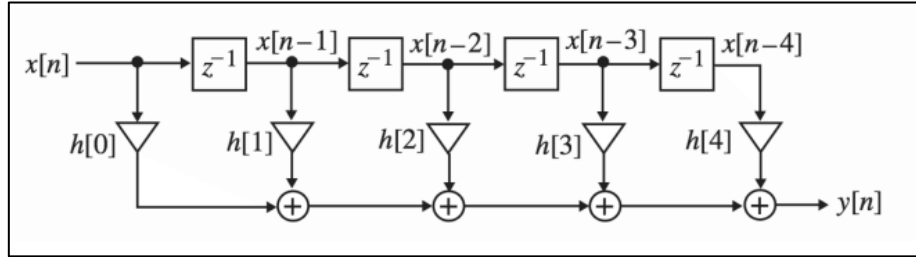 x[n] z⁻¹ x[n−1] z⁻¹ x[n−2] z⁻¹ x[n−3] z⁻¹ x[n−4]
h[0] h[1] h[2] h[3] h[4]
+ + + + y[n]